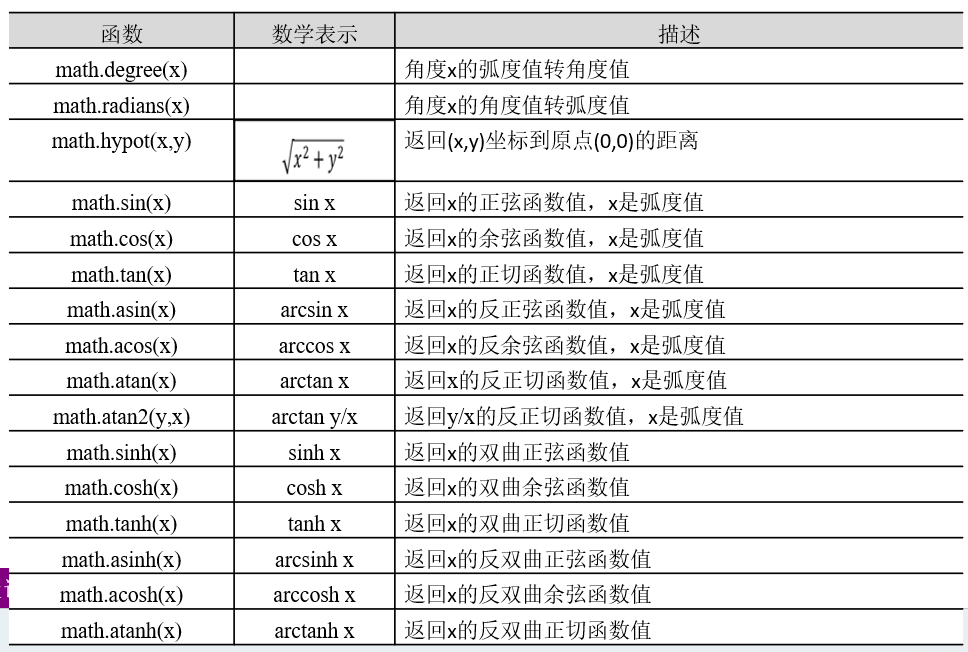 函数 数学表示 描述
math.degree(x) 角度x的弧度值转角度值
math.radians(x) 角度x的角度值转弧度值
math.hypot(x,y) √x²+y² 返回(x,y)坐标到原点(0,0)的距离
math.sin(x) sin x 返回x的正弦函数值，x是弧度值
math.cos(x) cos x 返回x的余弦函数值，x是弧度值
math.tan(x) tan x 返回x的正切函数值，x是弧度值
math.asin(x) arcsin x 返回x的反正弦函数值，x是弧度值
math.acos(x) arccos x 返回x的反余弦函数值，x是弧度值
math.atan(x) arctan x 返回x的反正切函数值，x是弧度值
math.atan2(y,x) arctan y/x 返回y/x的反正切函数值，x是弧度值
math.sinh(x) sinh x 返回x的双曲正弦函数值
math.cosh(x) cosh x 返回x的双曲余弦函数值
math.tanh(x) tanh x 返回x的双曲正切函数值
math.asinh(x) arcsinh x 返回x的反双曲正弦函数值
math.acosh(x) arccosh x 返回x的反双曲余弦函数值
math.atanh(x) arctanh x 返回x的反双曲正切函数值